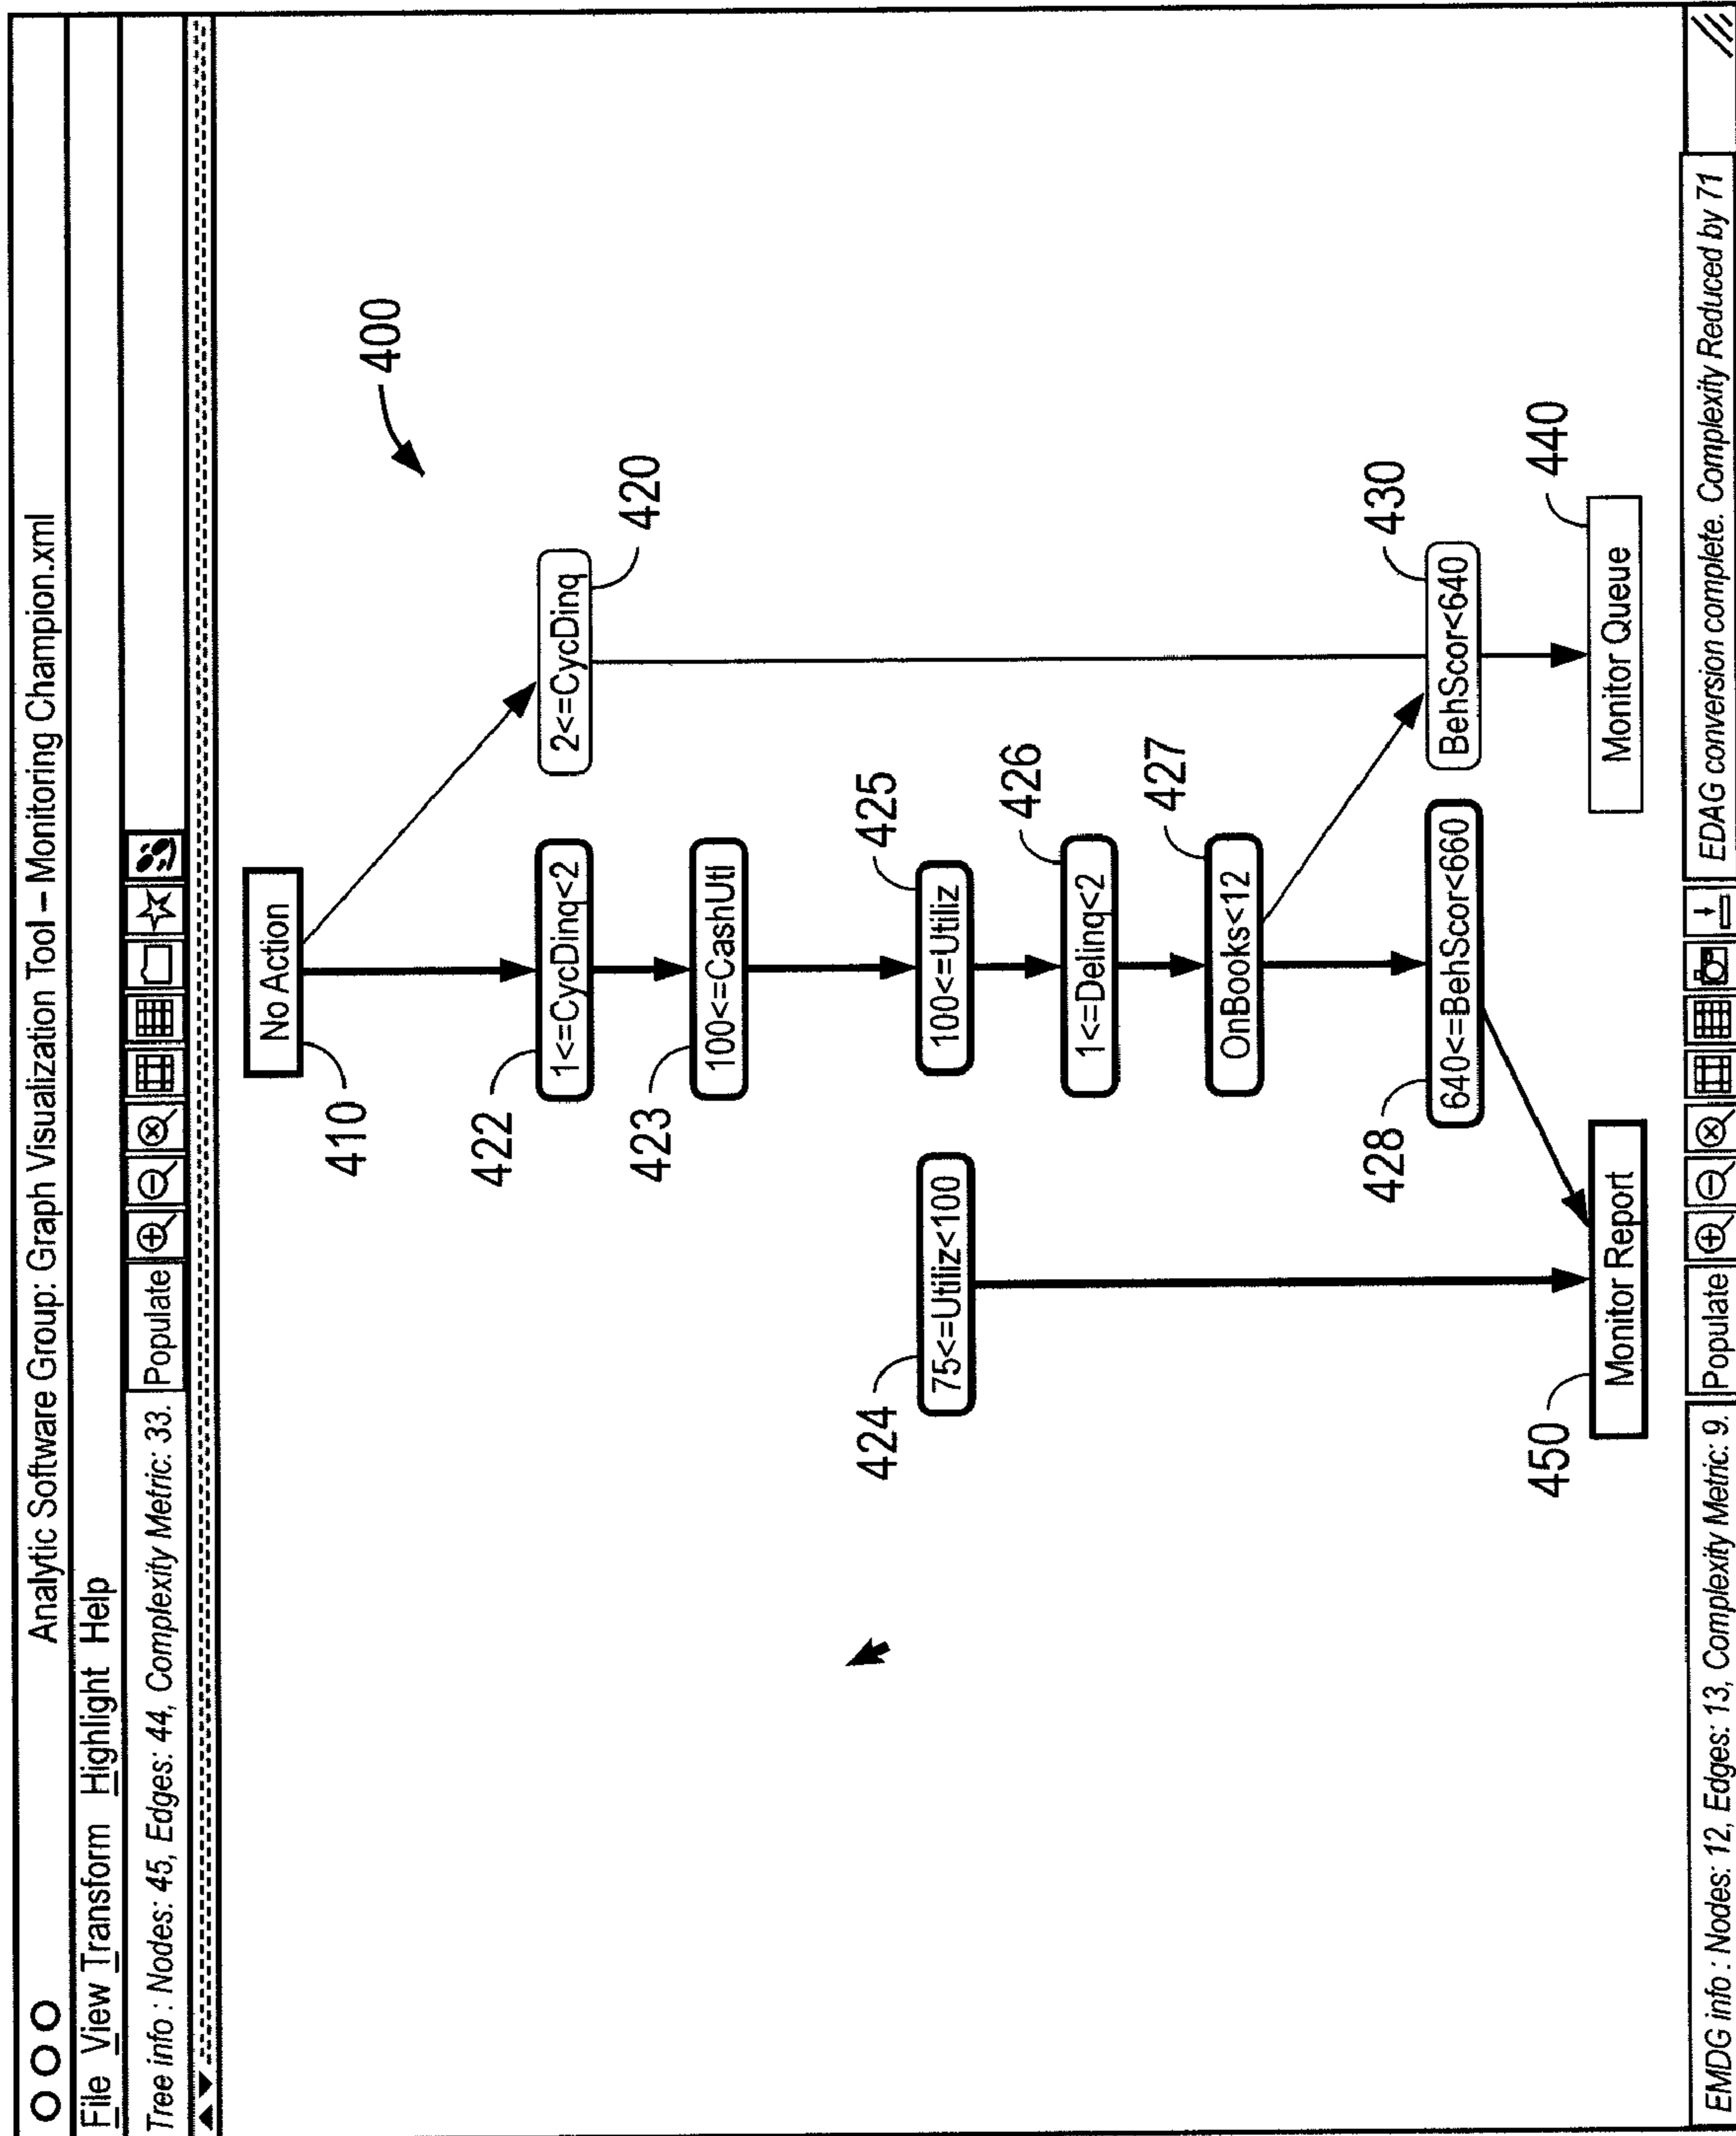 Analytic Software Group: Graph Visualization Tool – Monitoring Champion.xml
File View Transform Highlight Help
Tree info : Nodes: 45, Edges: 44, Complexity Metric: 33. Populate
No Action
410
400
1<=CycDinq<2
422
2<=CycDinq
420
100<=CashUtl
423
75<=Utiliz<100
424
100<=Utiliz
425
1<=Delinq<2
426
OnBooks<12
427
640<=BehScor<660
428
BehScor<640
430
Monitor Report
450
Monitor Queue
440
EMDG info : Nodes: 12, Edges: 13, Complexity Metric: 9. Populate EDAG conversion complete. Complexity Reduced by 71